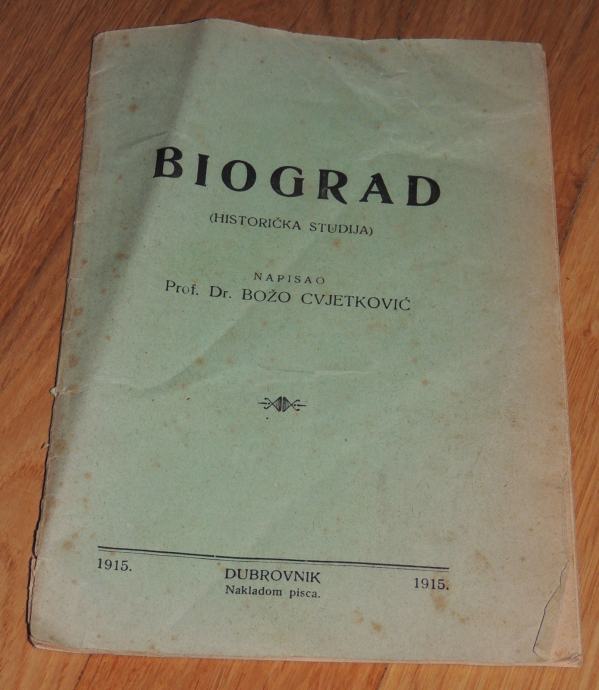 BIOGRAD
(HISTORIČKA STUDIJA)
NAPISAO
Prof. Dr. BOŽO CVJETKOVIĆ
1915. DUBROVNIK 1915.
Nakladom pisca.